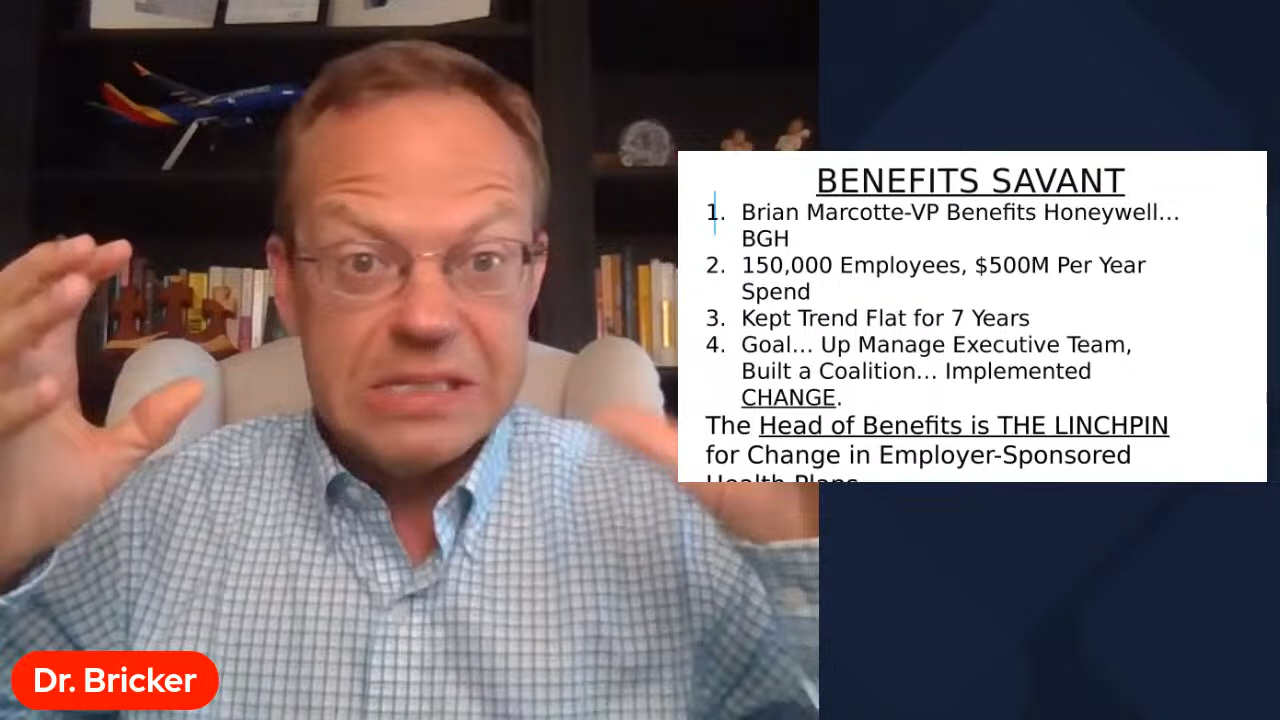 BENEFITS SAVANT
1. Brian Marcotte-VP Benefits Honeywell...
BGH
2. 150,000 Employees, $500M Per Year
Spend
3. Kept Trend Flat for 7 Years
4. Goal... Up Manage Executive Team,
Built a Coalition... Implemented
CHANGE.
The Head of Benefits is THE LINCHPIN
for Change in Employer-Sponsored
Health Plans
Dr. Bricker